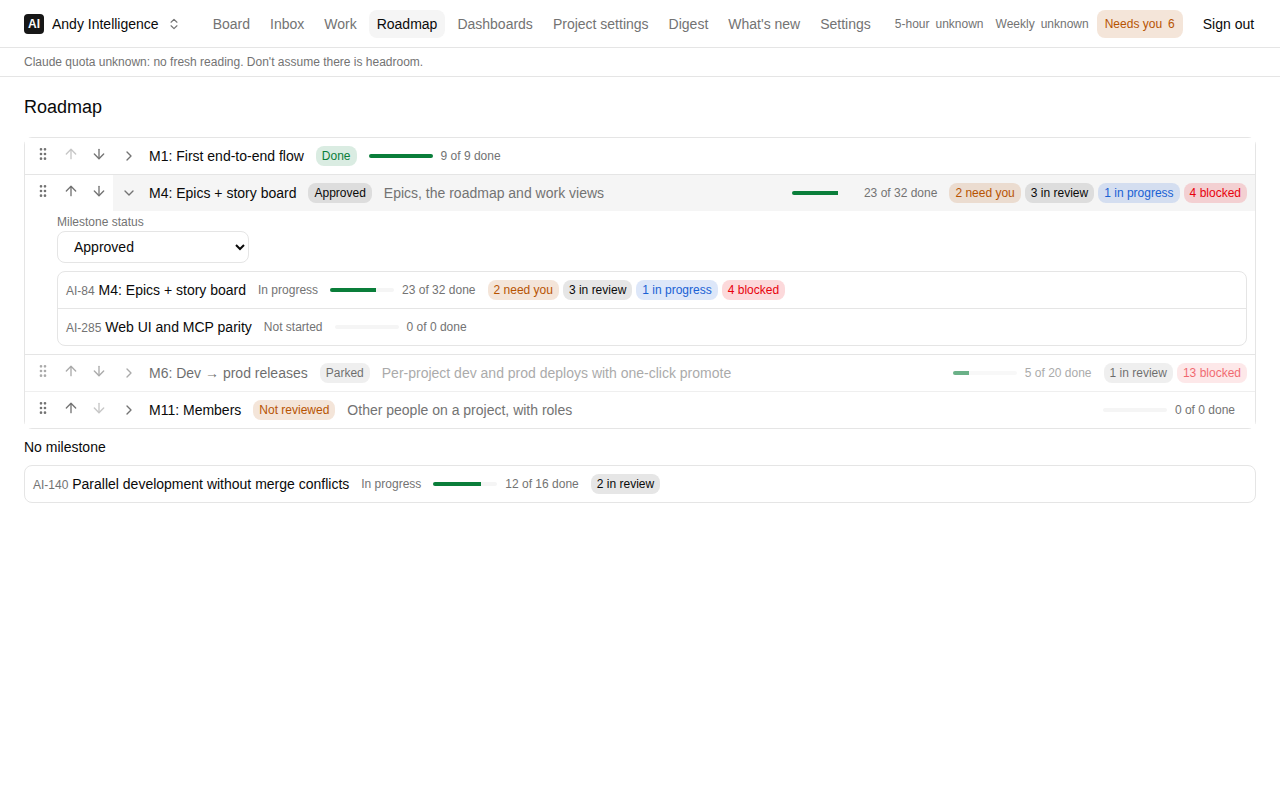 AI Andy Intelligence Board Inbox Work Roadmap Dashboards Project settings Digest What's new Settings 5-hour unknown Weekly unknown Needs you 6 Sign out
Claude quota unknown: no fresh reading. Don't assume there is headroom.
Roadmap
M1: First end-to-end flow Done 9 of 9 done
M4: Epics + story board Approved Epics, the roadmap and work views 23 of 32 done 2 need you 3 in review 1 in progress 4 blocked
Milestone status
Approved
AI-84 M4: Epics + story board In progress 23 of 32 done 2 need you 3 in review 1 in progress 4 blocked
AI-285 Web UI and MCP parity Not started 0 of 0 done
M6: Dev → prod releases Parked Per-project dev and prod deploys with one-click promote 5 of 20 done 1 in review 13 blocked
M11: Members Not reviewed Other people on a project, with roles 0 of 0 done
No milestone
AI-140 Parallel development without merge conflicts In progress 12 of 16 done 2 in review